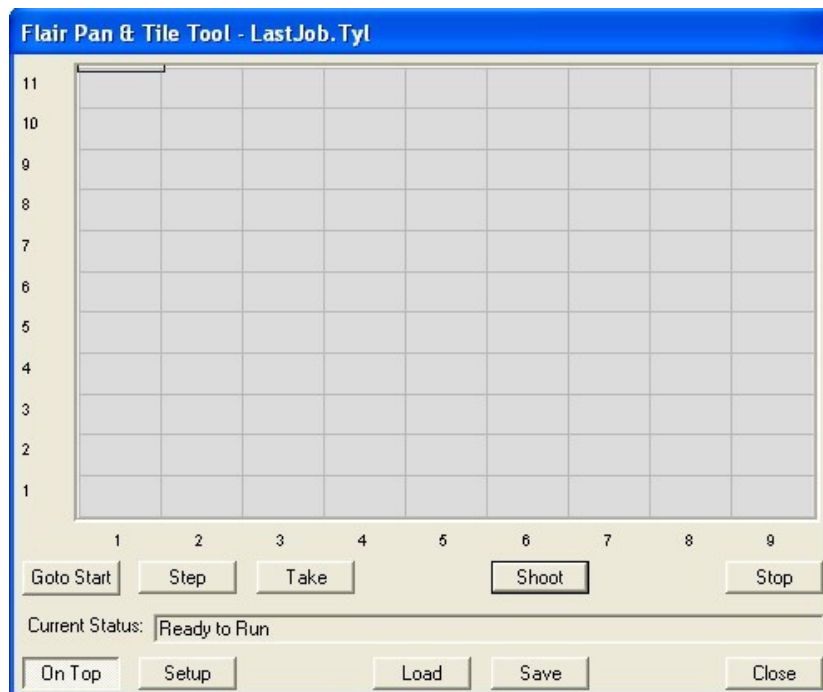 Flair Pan & Tile Tool - LastJob.Tyl
11
10
9
8
7
6
5
4
3
2
1
1 2 3 4 5 6 7 8 9
Goto Start Step Take Shoot Stop
Current Status: Ready to Run
On Top Setup Load Save Close